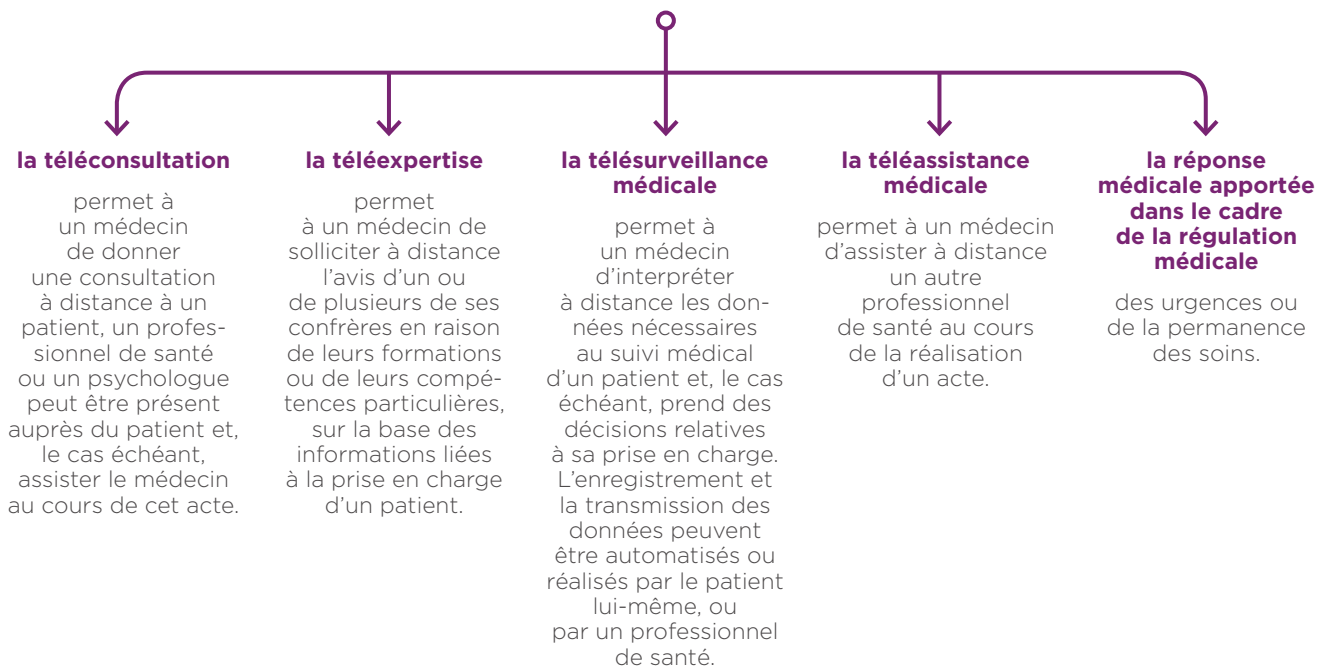 la téléconsultation
permet à
un médecin
de donner
une consultation
à distance à un
patient, un profes-
sionnel de santé
ou un psychologue
peut être présent
auprès du patient et,
le cas échéant,
assister le médecin
au cours de cet acte.
la téléexpertise
permet
à un médecin de
solliciter à distance
l’avis d’un ou
de plusieurs de ses
confrères en raison
de leurs formations
ou de leurs compé-
tences particulières,
sur la base des
informations liées
à la prise en charge
d’un patient.
la télésurveillance
médicale
permet à
un médecin
d’interpréter
à distance les don-
nées nécessaires
au suivi médical
d’un patient et, le cas
échéant, prend des
décisions relatives
à sa prise en charge.
L’enregistrement et
la transmission des
données peuvent
être automatisés ou
réalisés par le patient
lui-même, ou
par un professionnel
de santé.
la téléassistance
médicale
permet à un médecin
d’assister à distance
un autre
professionnel
de santé au cours
de la réalisation
d’un acte.
la réponse
médicale apportée
dans le cadre
de la régulation
médicale
des urgences ou
de la permanence
des soins.